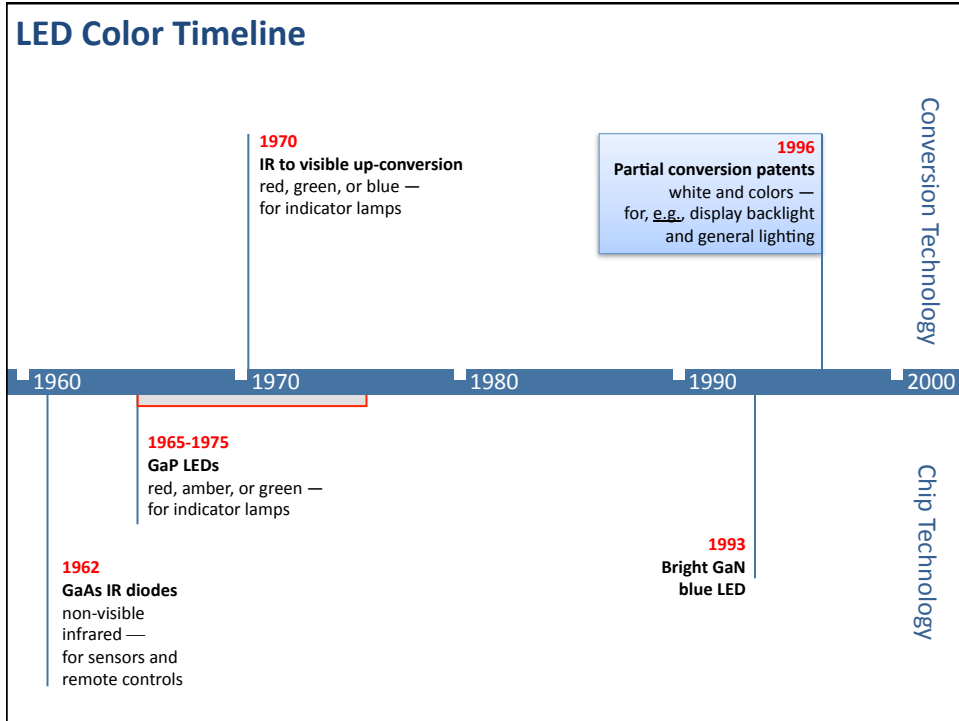 LED Color Timeline
Conversion Technology
1970
IR to visible up-conversion
red, green, or blue —
for indicator lamps
1996
Partial conversion patents
white and colors —
for, e.g., display backlight
and general lighting
1960
1970
1980
1990
2000
1965-1975
GaP LEDs
red, amber, or green —
for indicator lamps
1962
GaAs IR diodes
non-visible
infrared —
for sensors and
remote controls
1993
Bright GaN
blue LED
Chip Technology